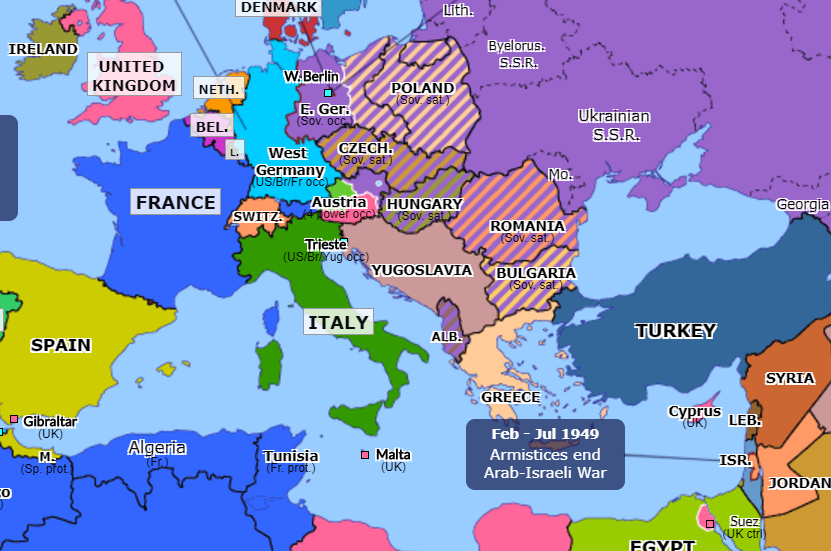 DENMARK
Lith.
IRELAND
UNITED
KINGDOM
NETH.
W.Berlin
Byelorus.
S.S.R.
POLAND
(Sov. sat.)
E. Ger.
(Sov. occ.
BEL.
L.
Ukrainian
S.S.R.
CZECH.
(Sov. sat.)
West
Germany
(US/Br/Fr occ)
Mo.
FRANCE
Austria
(4 power occ)
HUNGARY
(Sov. sat.)
SWITZ.
Georgia
ROMANIA
(Sov. sat.)
Trieste
(US/Br/Yug occ)
YUGOSLAVIA
BULGARIA
(Sov. sat.)
ITALY
ALB.
TURKEY
SPAIN
SYRIA
GREECE
Cyprus
(UK)
LEB.
Gibraltar
(UK)
Feb – Jul 1949
Armistices end
Arab-Israeli War
Algeria
(Fr.)
Tunisia
(Fr. prot.)
Malta
(UK)
M.
(Sp. prot.)
ISR.
JORDAN
co
)
Suez
(UK ctrl)
EGYPT